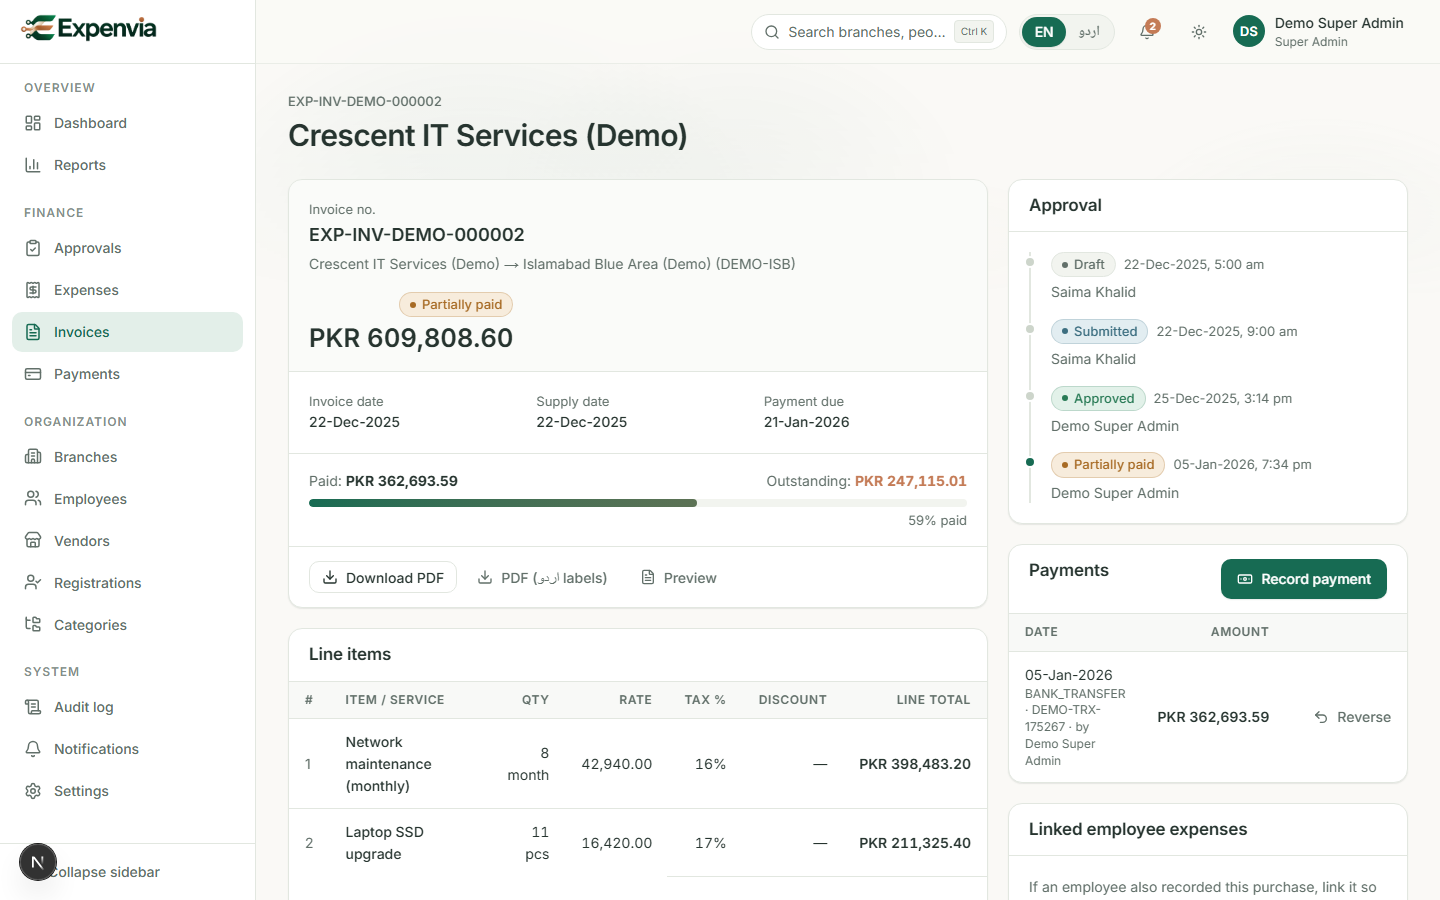 Expenvia
Search branches, peo...
Ctrl K
EN
اردو
2
DS
Demo Super Admin
Super Admin
OVERVIEW
Dashboard
Reports
FINANCE
Approvals
Expenses
Invoices
Payments
ORGANIZATION
Branches
Employees
Vendors
Registrations
Categories
SYSTEM
Audit log
Notifications
Settings
N
Collapse sidebar
EXP-INV-DEMO-000002
Crescent IT Services (Demo)
Invoice no.
EXP-INV-DEMO-000002
Crescent IT Services (Demo) → Islamabad Blue Area (Demo) (DEMO-ISB)
Partially paid
PKR 609,808.60
Invoice date
22-Dec-2025
Supply date
22-Dec-2025
Payment due
21-Jan-2026
Paid: PKR 362,693.59
Outstanding: PKR 247,115.01
59% paid
Download PDF
PDF (اردو labels)
Preview
Line items
# ITEM / SERVICE QTY RATE TAX % DISCOUNT LINE TOTAL
1 Network maintenance (monthly) 8 month 42,940.00 16% — PKR 398,483.20
2 Laptop SSD upgrade 11 pcs 16,420.00 17% — PKR 211,325.40
Approval
Draft 22-Dec-2025, 5:00 am
Saima Khalid
Submitted 22-Dec-2025, 9:00 am
Saima Khalid
Approved 25-Dec-2025, 3:14 pm
Demo Super Admin
Partially paid 05-Jan-2026, 7:34 pm
Demo Super Admin
Payments
Record payment
DATE AMOUNT
05-Jan-2026
BANK_TRANSFER
· DEMO-TRX-
175267 · by
Demo Super
Admin
PKR 362,693.59
Reverse
Linked employee expenses
If an employee also recorded this purchase, link it so